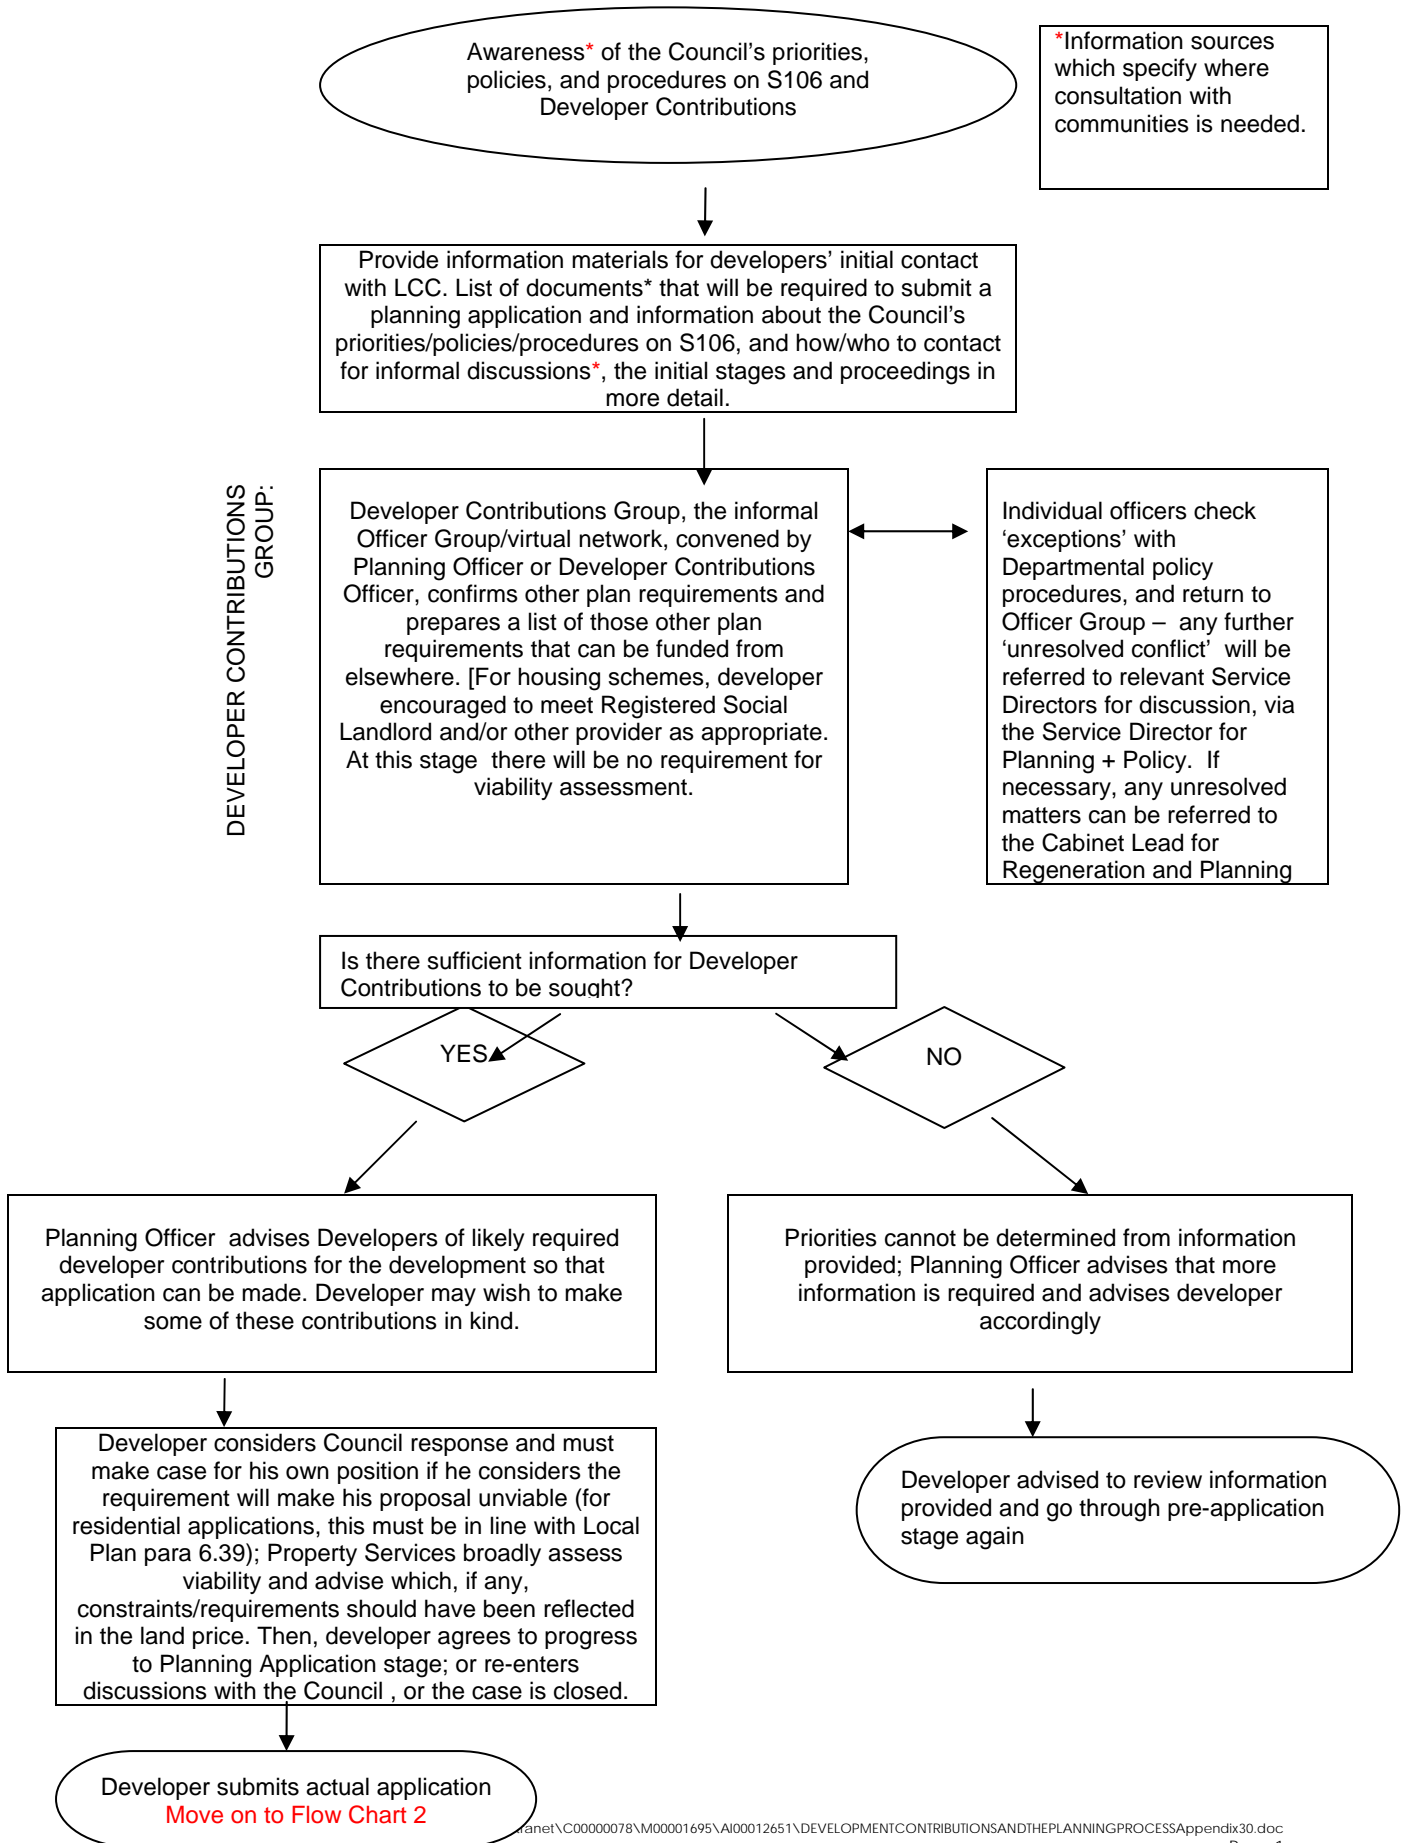 Awareness* of the Council’s priorities,
policies, and procedures on S106 and
Developer Contributions
*Information sources
which specify where
consultation with
communities is needed.
Provide information materials for developers’ initial contact
with LCC. List of documents* that will be required to submit a
planning application and information about the Council’s
priorities/policies/procedures on S106, and how/who to contact
for informal discussions*, the initial stages and proceedings in
more detail.
DEVELOPER CONTRIBUTIONS
GROUP:
Developer Contributions Group, the informal
Officer Group/virtual network, convened by
Planning Officer or Developer Contributions
Officer, confirms other plan requirements and
prepares a list of those other plan
requirements that can be funded from
elsewhere. [For housing schemes, developer
encouraged to meet Registered Social
Landlord and/or other provider as appropriate.
At this stage  there will be no requirement for
viability assessment.
Individual officers check
‘exceptions’ with
Departmental policy
procedures, and return to
Officer Group –  any further
‘unresolved conflict’  will be
referred to relevant Service
Directors for discussion, via
the Service Director for
Planning + Policy.  If
necessary, any unresolved
matters can be referred to
the Cabinet Lead for
Regeneration and Planning
Is there sufficient information for Developer
Contributions to be sought?
YES
NO
Planning Officer  advises Developers of likely required
developer contributions for the development so that
application can be made. Developer may wish to make
some of these contributions in kind.
Priorities cannot be determined from information
provided; Planning Officer advises that more
information is required and advises developer
accordingly
Developer considers Council response and must
make case for his own position if he considers the
requirement will make his proposal unviable (for
residential applications, this must be in line with Local
Plan para 6.39); Property Services broadly assess
viability and advise which, if any,
constraints/requirements should have been reflected
in the land price. Then, developer agrees to progress
to Planning Application stage; or re-enters
discussions with the Council , or the case is closed.
Developer advised to review information
provided and go through pre-application
stage again
Developer submits actual application
Move on to Flow Chart 2
ranet\C00000078\M00001695\AI00012651\DEVELOPMENTCONTRIBUTIONSANDTHEPLANNINGPROCESSAppendix30.doc